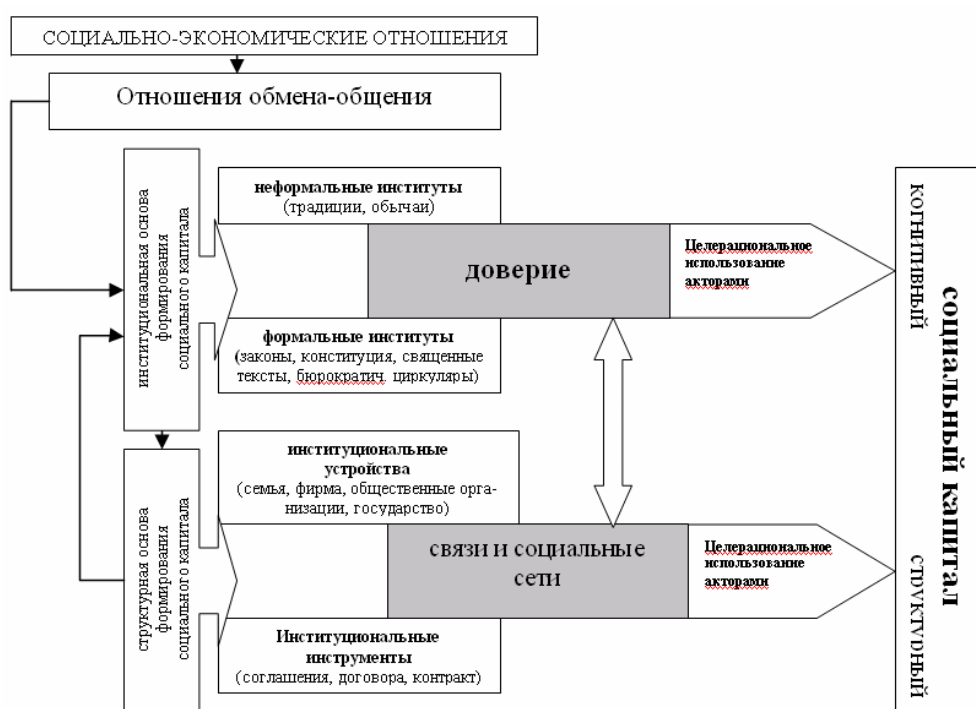 СОЦИАЛЬНО-ЭКОНОМИЧЕСКИЕ ОТНОШЕНИЯ
Отношения обмена-общения
институциональная основа
формирования
социального капитала
неформальные институты
(традиции, обычаи)
доверие
Целерациональное
использование
акторами
формальные институты
(законы, конституция, священные
тексты, бюрократич. циркуляры)
структурная основа
формирования
социального капитала
институциональные
устройства
(семья, фирма, общественные орга-
низации, государство)
связи и социальные
сети
Целерациональное
использование
акторами
Институциональные
инструменты
(соглашения, договора, контракт)
когнитивный
структурный
социальный капитал